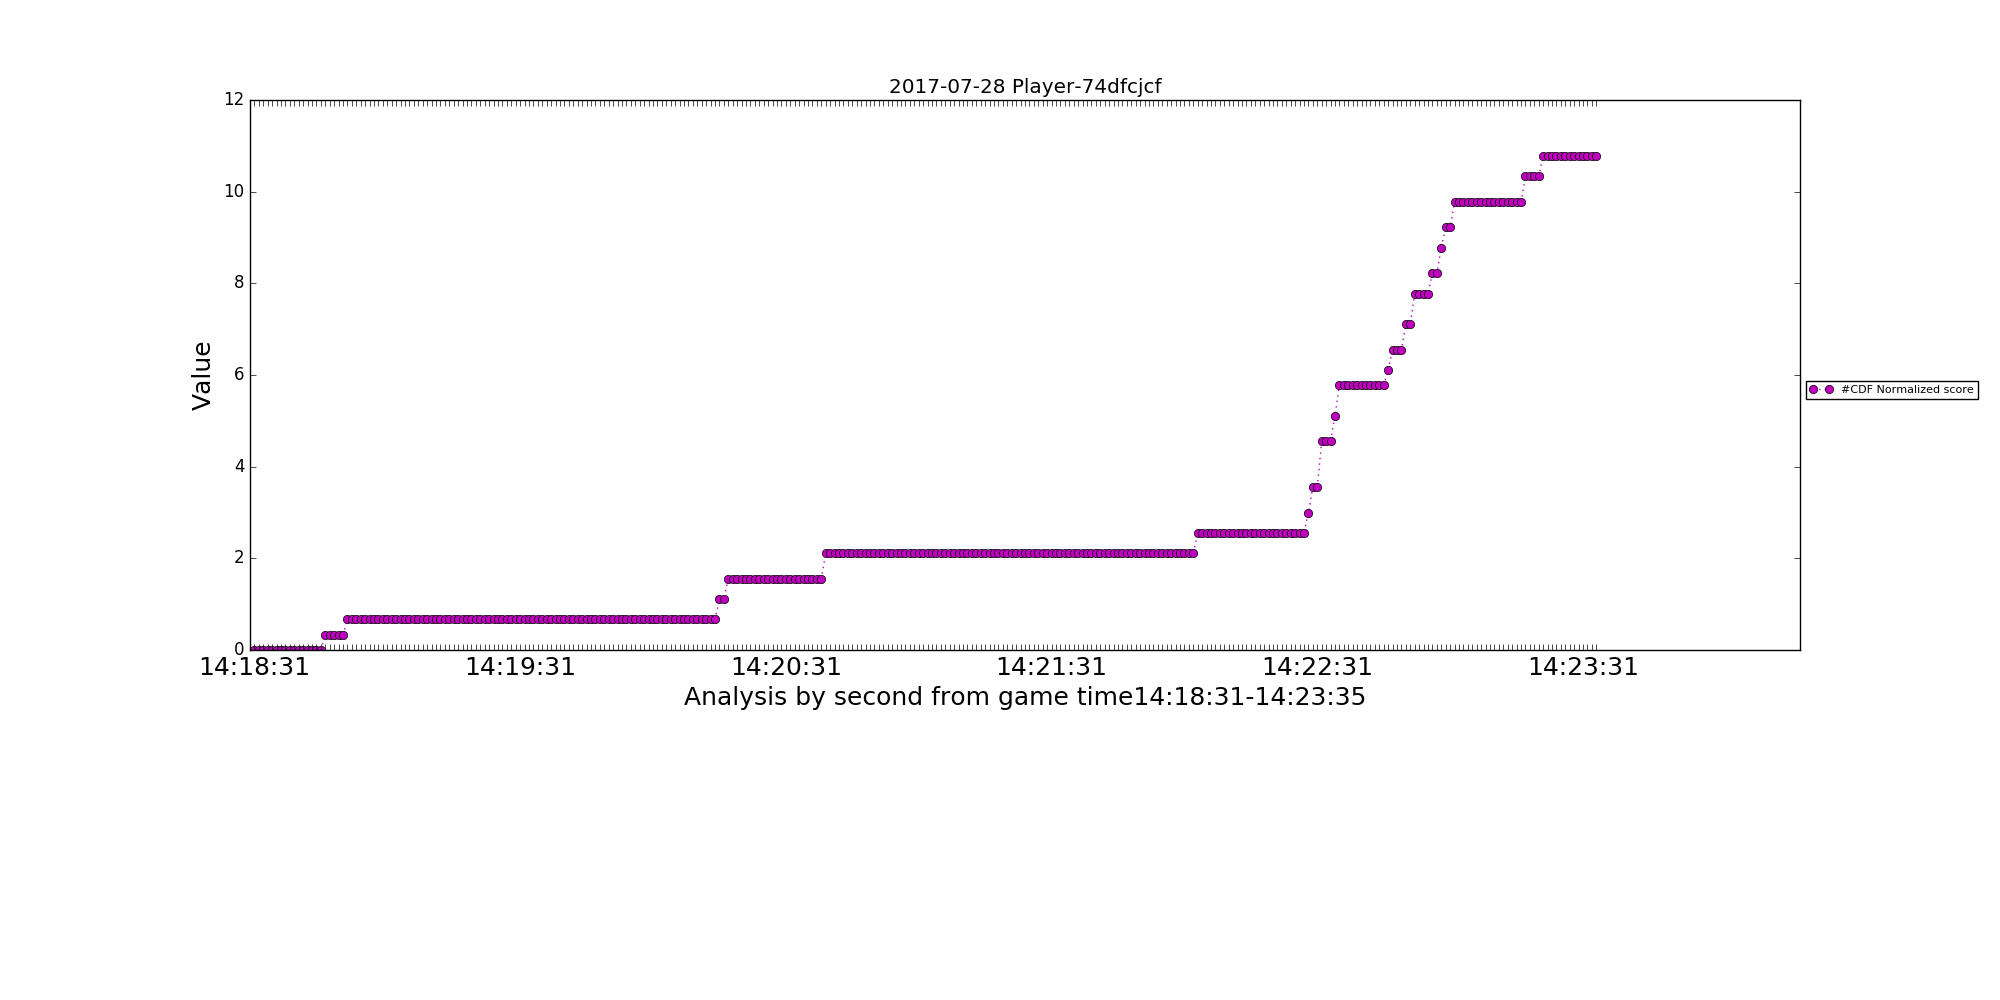 2017-07-28 Player-74dfcjcf
12
10
8
6
4
2
0
Value
#CDF Normalized score
14:18:31 14:19:31 14:20:31 14:21:31 14:22:31 14:23:31
Analysis by second from game time14:18:31-14:23:35